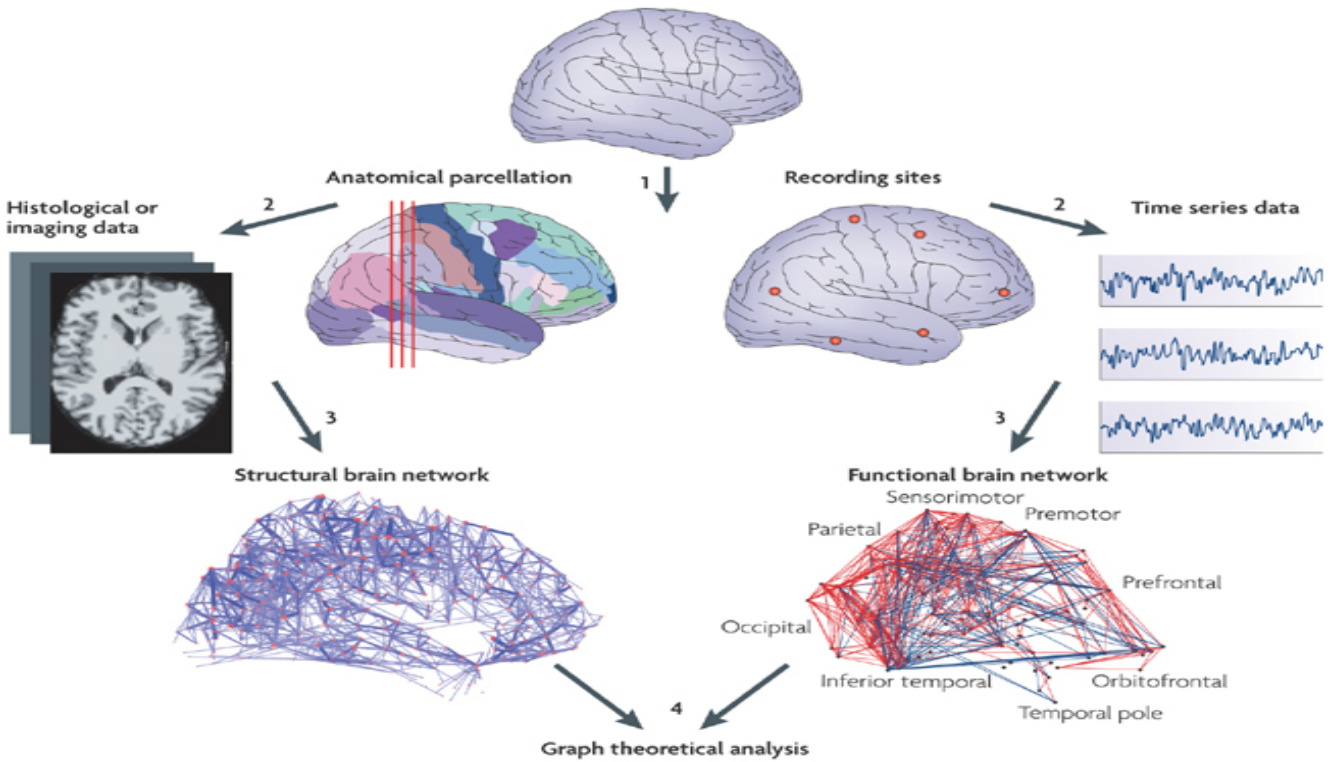 Anatomical parcellation
1
Recording sites
Histological or
imaging data
2
2
Time series data
3
3
Structural brain network
Functional brain network
Sensorimotor
Premotor
Parietal
Prefrontal
Occipital
Inferior temporal
Orbitofrontal
Temporal pole
4
Graph theoretical analysis